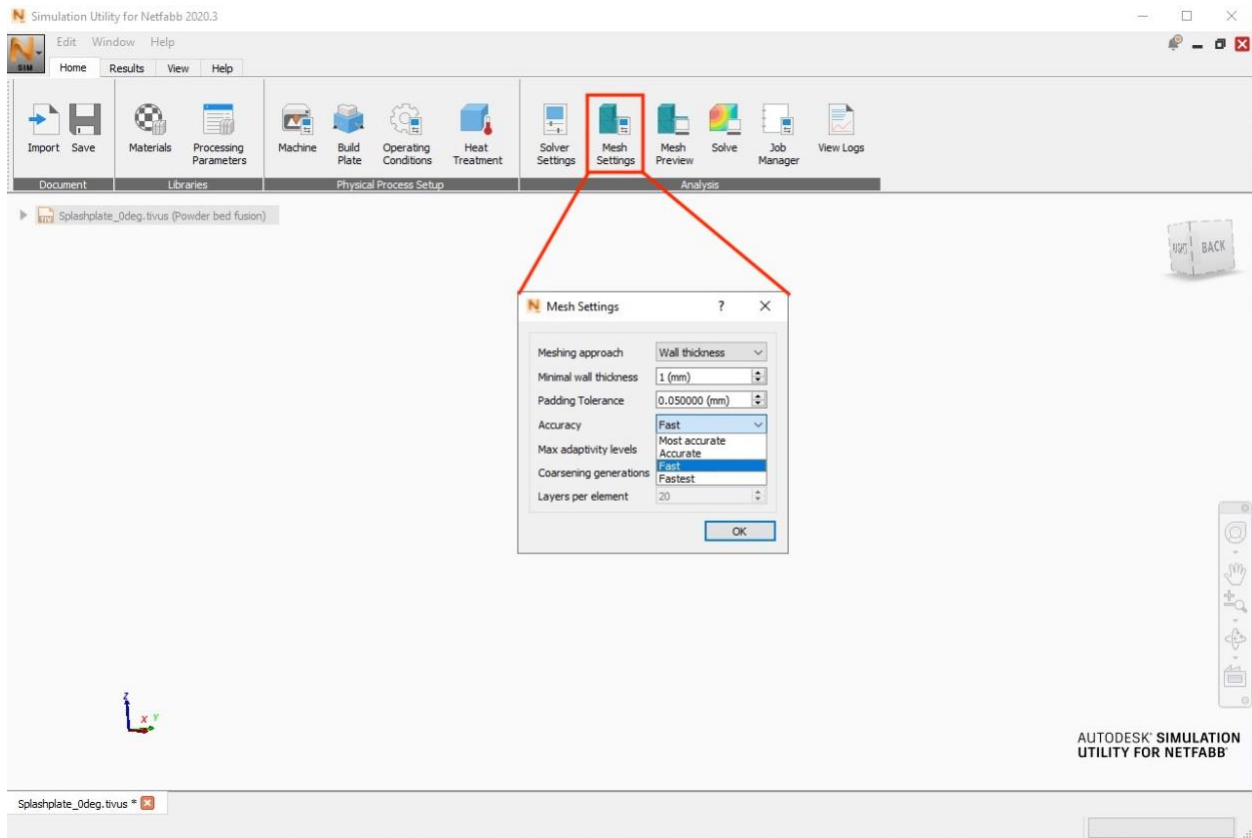 Simulation Utility for Netfabb 2020.3
SIM
Edit Window Help
Home Results View Help
Import Save Materials Processing Parameters Machine Build Plate Operating Conditions Heat Treatment Solver Settings Mesh Settings Mesh Preview Solve Job Manager View Logs
Document Libraries Physical Process Setup Analysis
Splashplate_0deg.tivus (Powder bed fusion)
BACK
Mesh Settings ? 
Meshing approach Wall thickness
Minimal wall thickness 1 (mm)
Padding Tolerance 0.050000 (mm)
Accuracy Fast
Most accurate
Max adaptivity levels Accurate
Fast
Coarsening generations Fastest
Layers per element 20
OK
Z
X Y
AUTODESK® SIMULATION
UTILITY FOR NETFABB®
Splashplate_0deg.tivus *